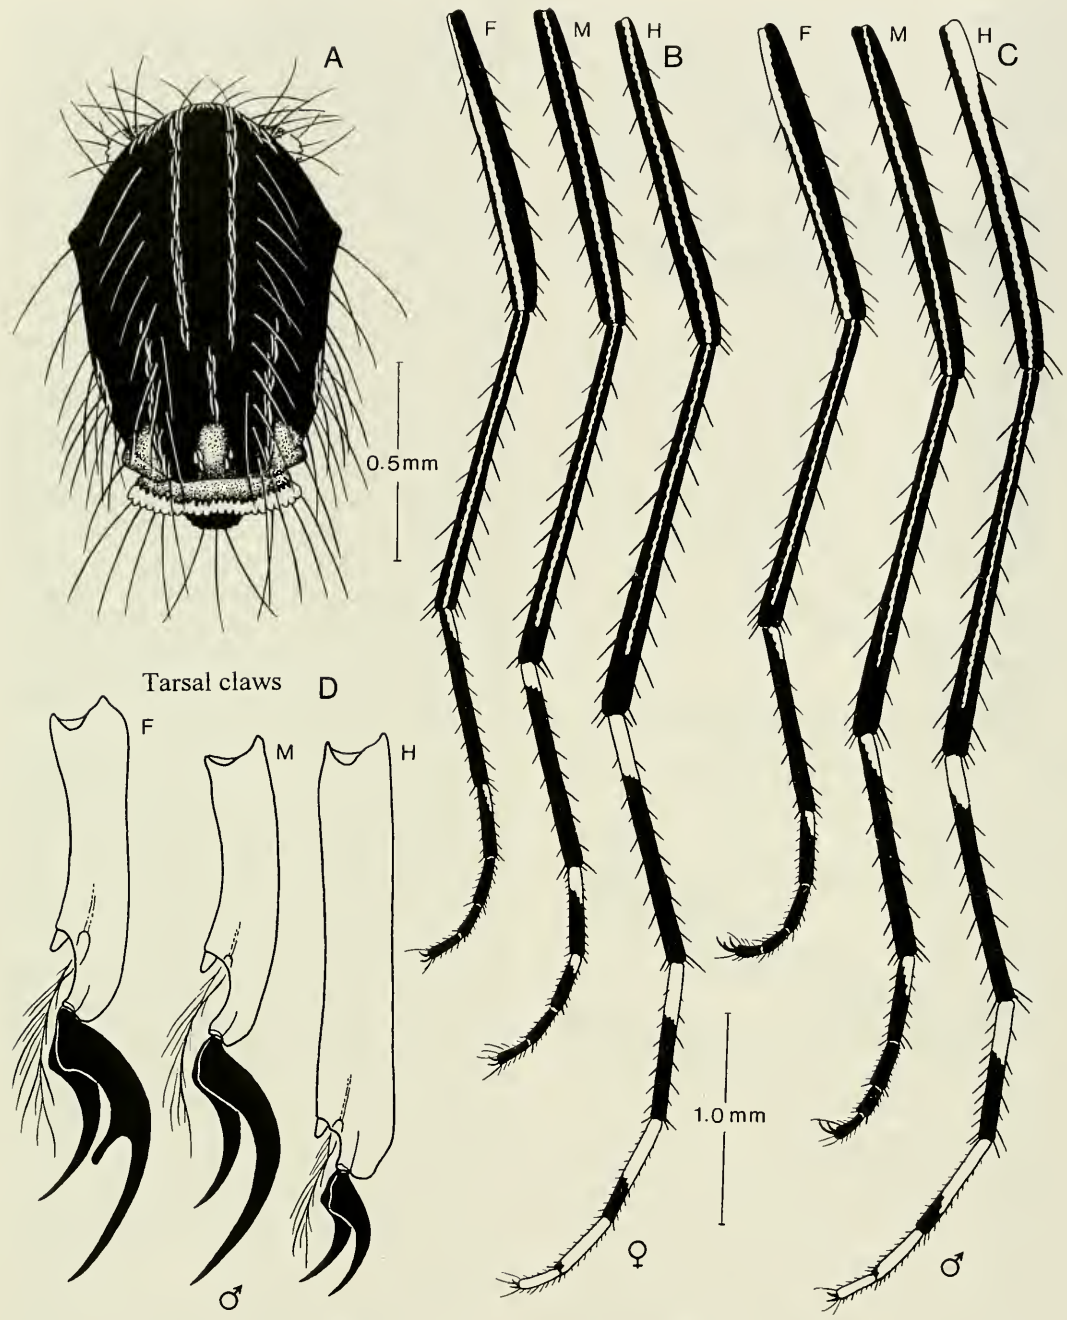 A
F M H B
F M H C
0.5mm
Tarsal claws D
F M H
1.0 mm
♂ ♀ ♂